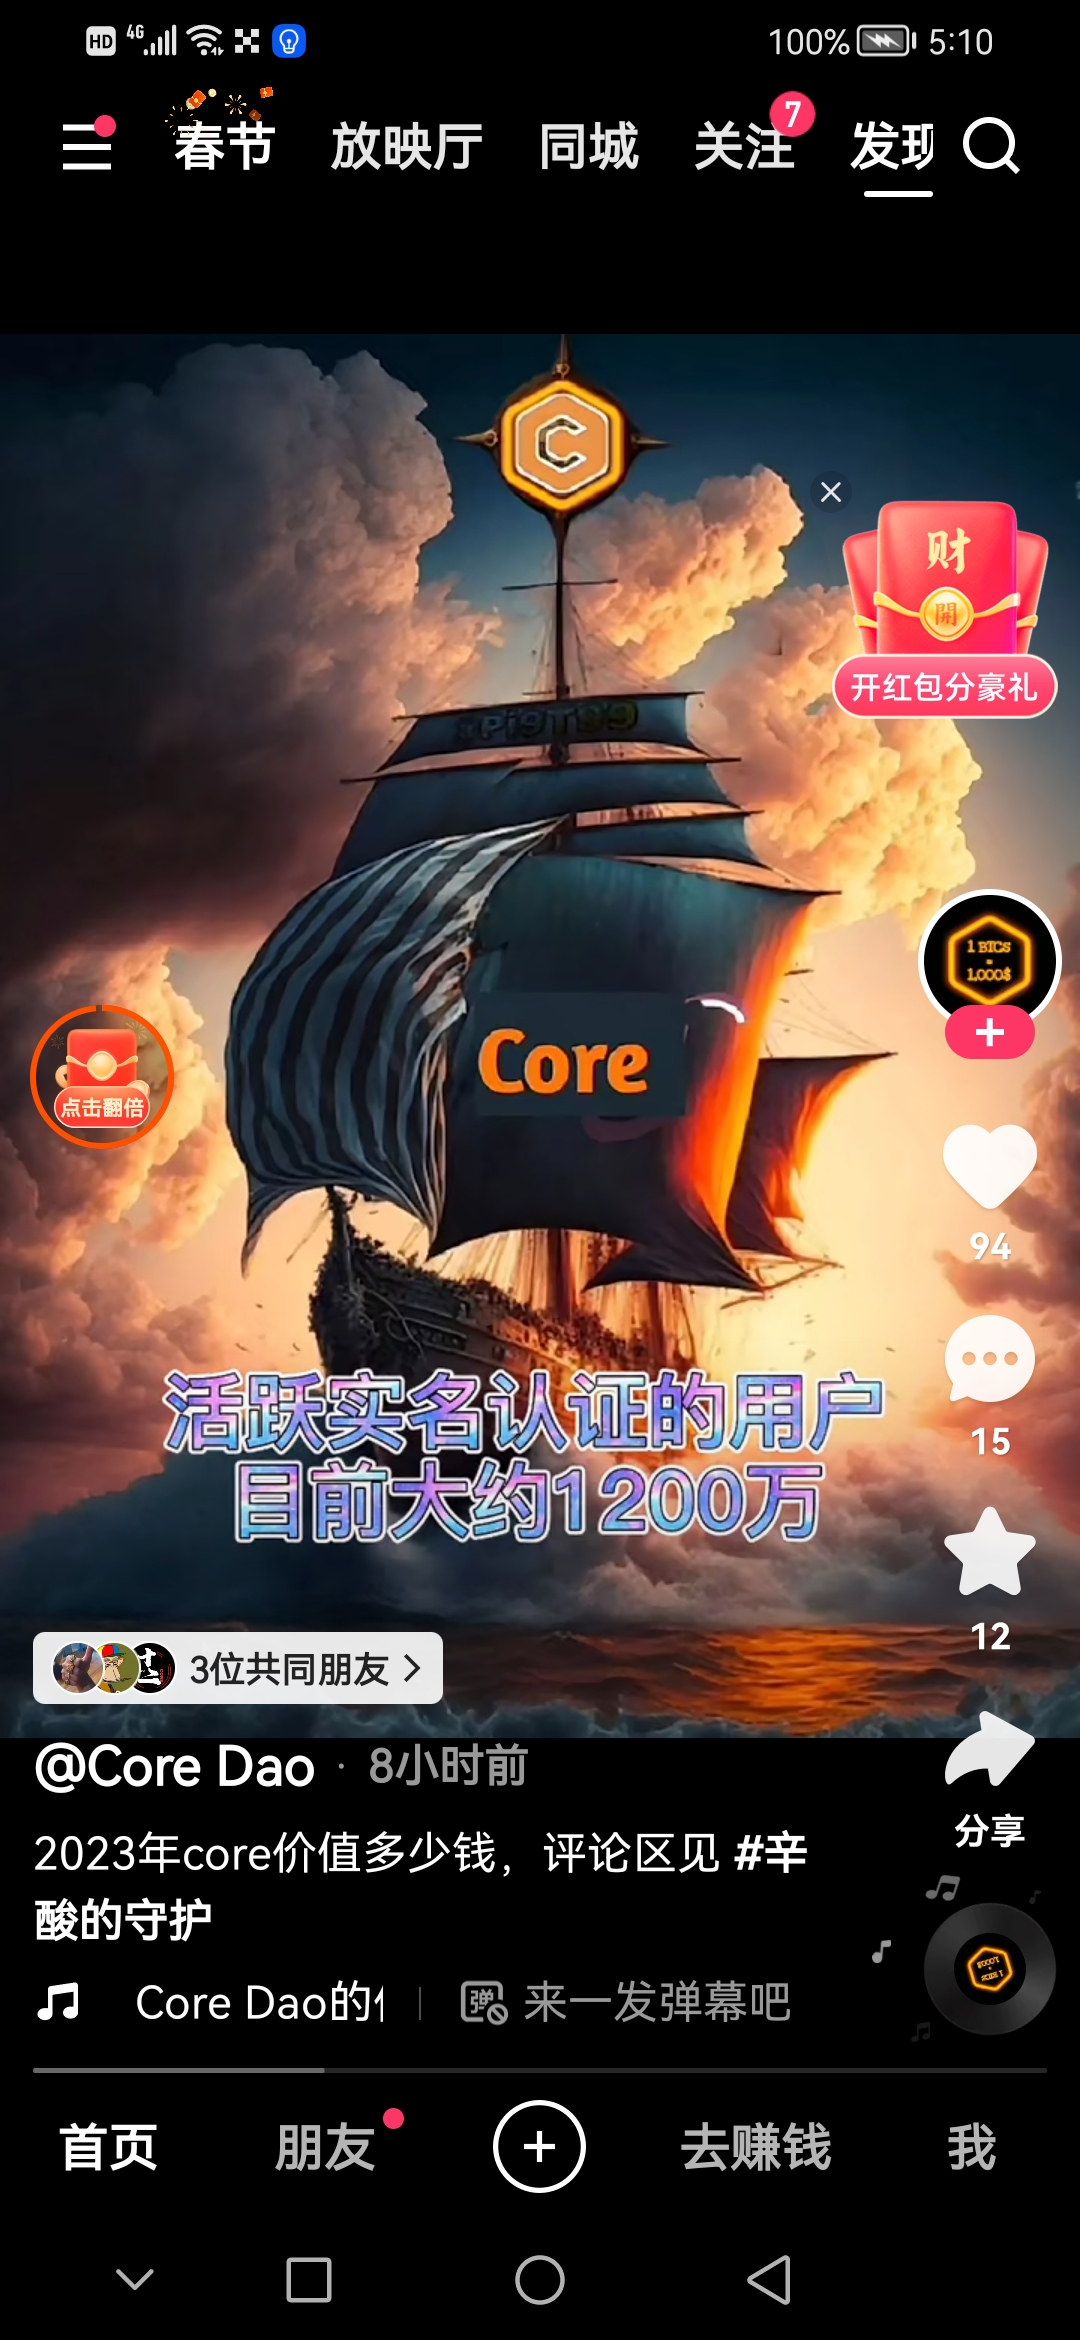 HD 4G 100% 5:10
春节 放映厅 同城 关注 7 发现
C
财
開
开红包分豪礼
1 BTCs
=
1,000$
Core
点击翻倍
94
活跃实名认证的用户
目前大约1200万
15
12
3位共同朋友
@Core Dao · 8小时前
分享
2023年core价值多少钱，评论区见 #辛
酸的守护
Core Dao的
弹 来一发弹幕吧
首页 朋友 去赚钱 我